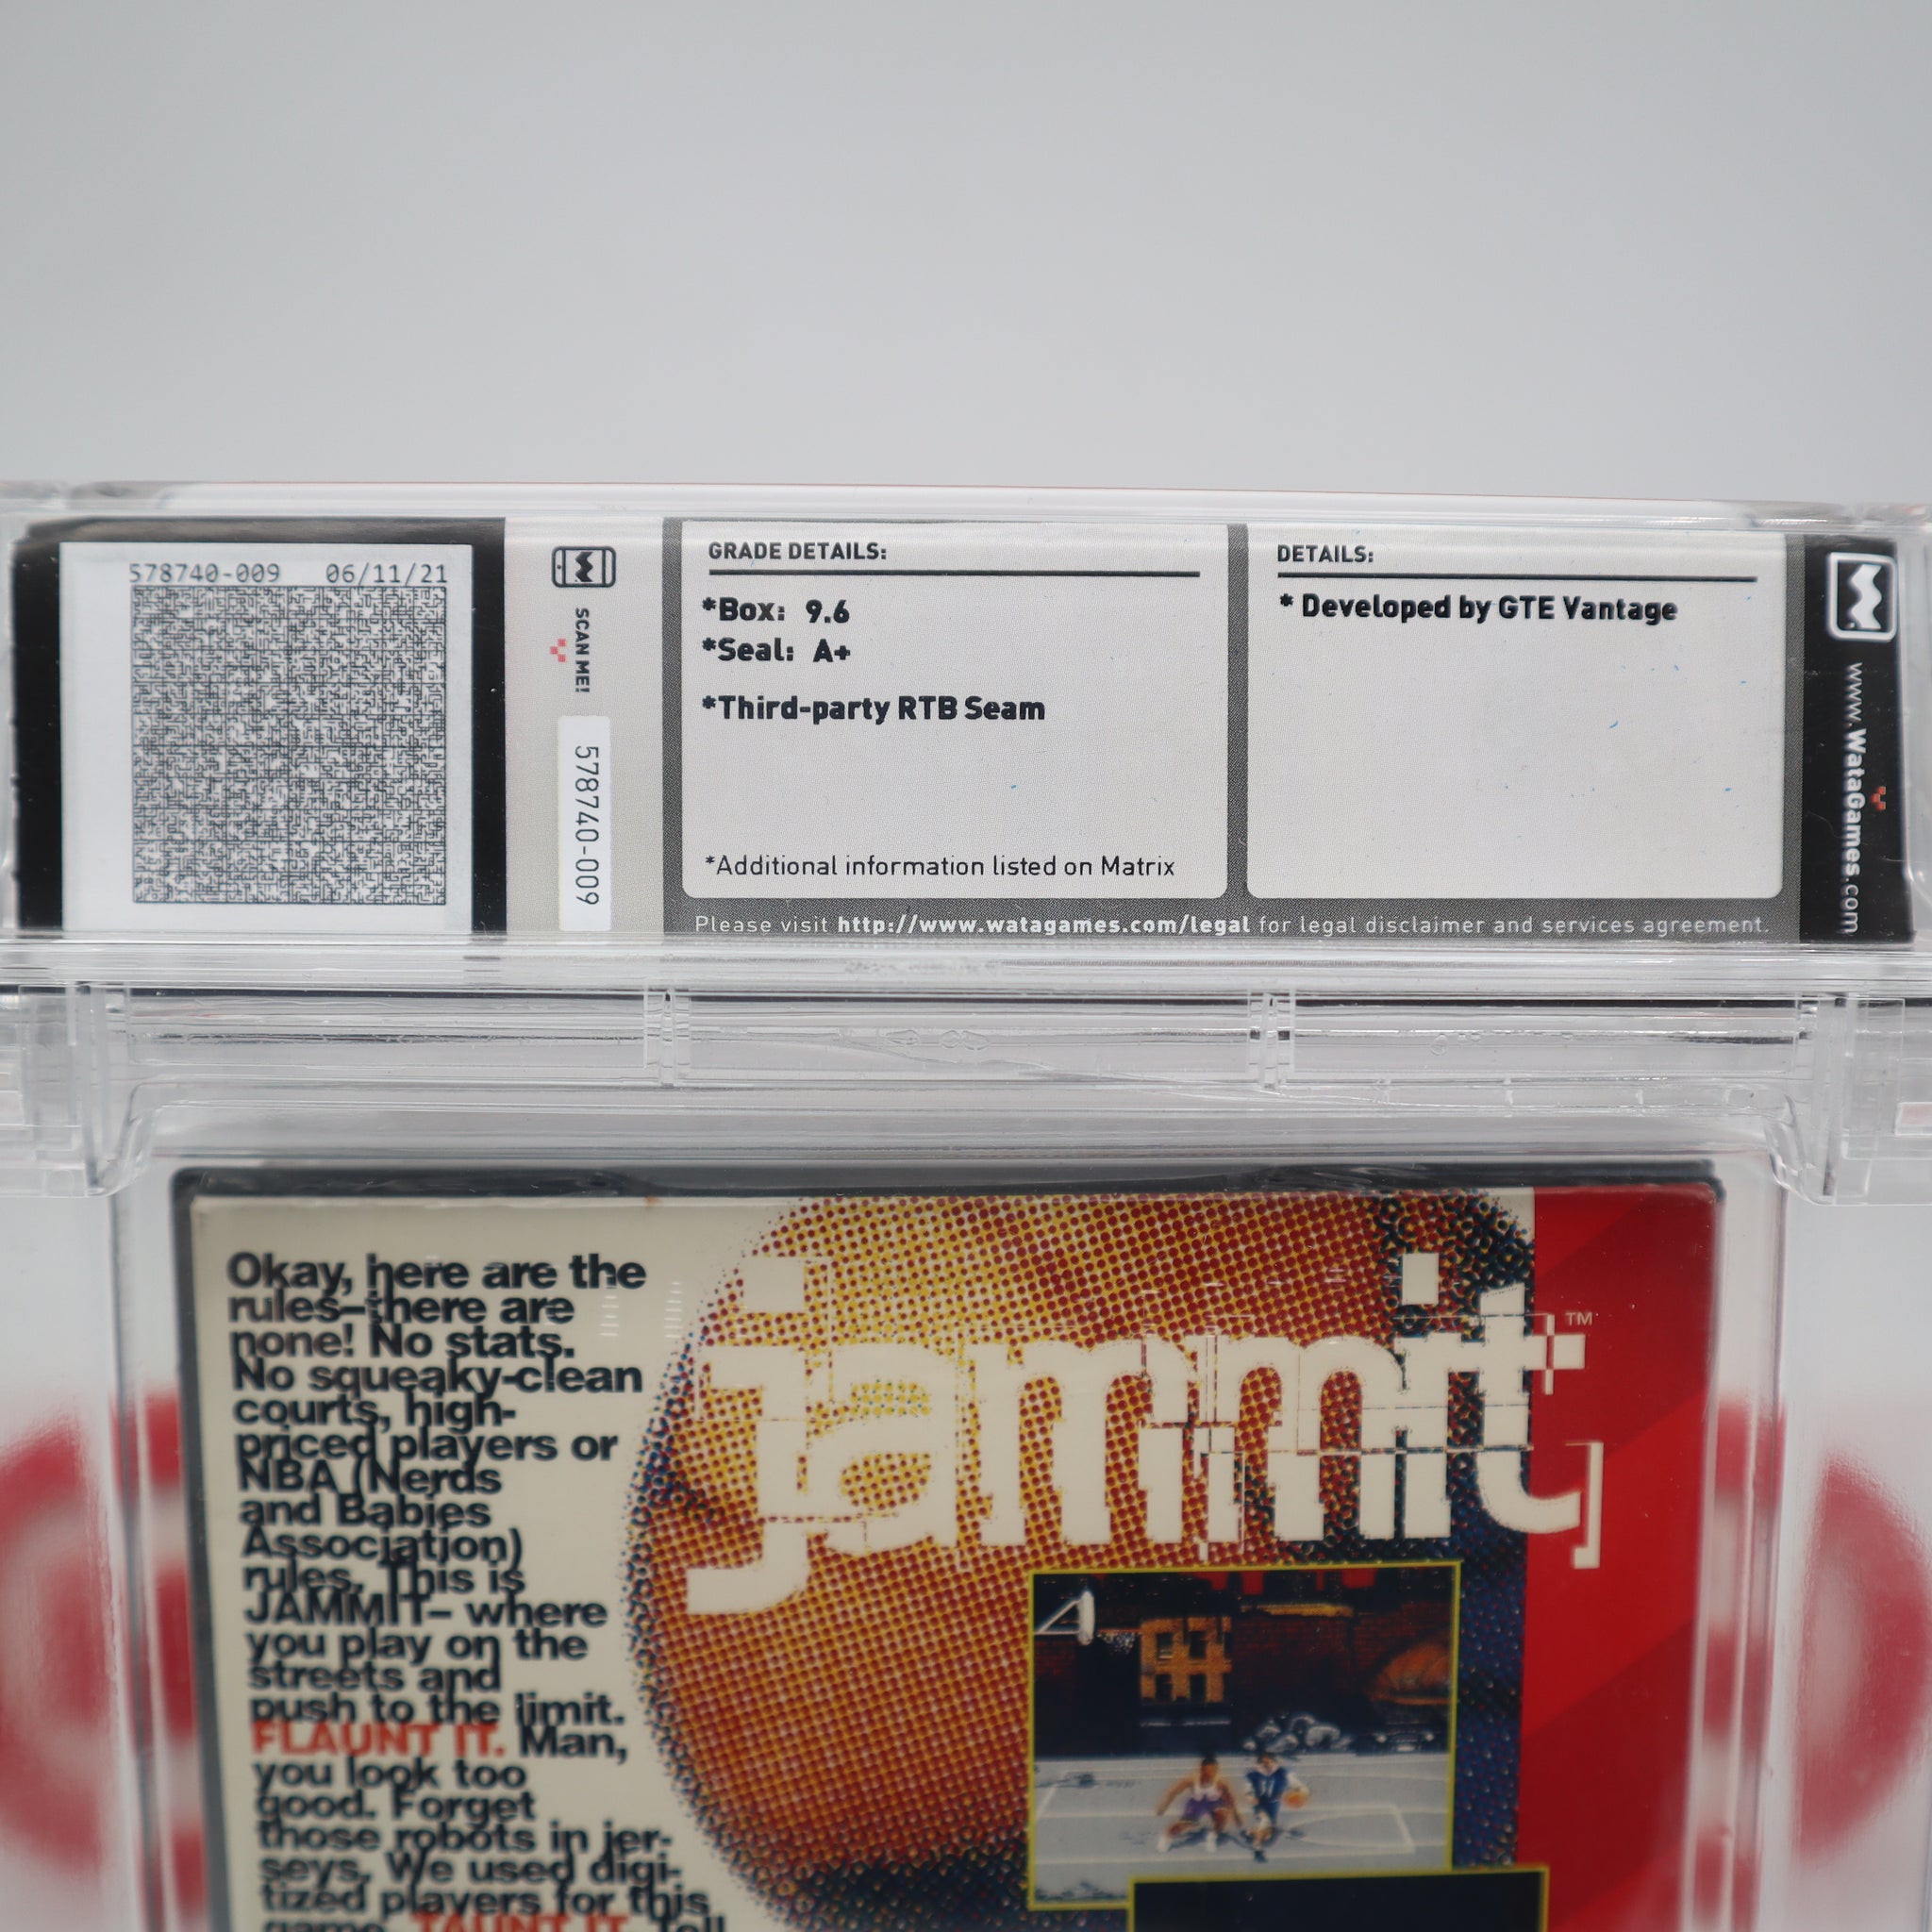 578740-009 06/11/21
SCAN ME!
578740-009
GRADE DETAILS:
*Box: 9.6
*Seal: A+
*Third-party RTB Seam
*Additional information listed on Matrix
DETAILS:
* Developed by GTE Vantage
Please visit http://www.watagames.com/legal for legal disclaimer and services agreement.
www.WataGames.com
Okay, here are the
rules–there are
none! No stats.
No squeaky-clean
courts, high-
priced players or
NBA (Nerds
and Babies
Association)
rules. This is
JAMMIT– where
you play on the
streets and
push to the limit.
FLAUNT IT. Man,
you look too
good. Forget
those robots in jer-
seys. We used digi-
tized players for this
game. TAUNT IT. Tell
jammit™